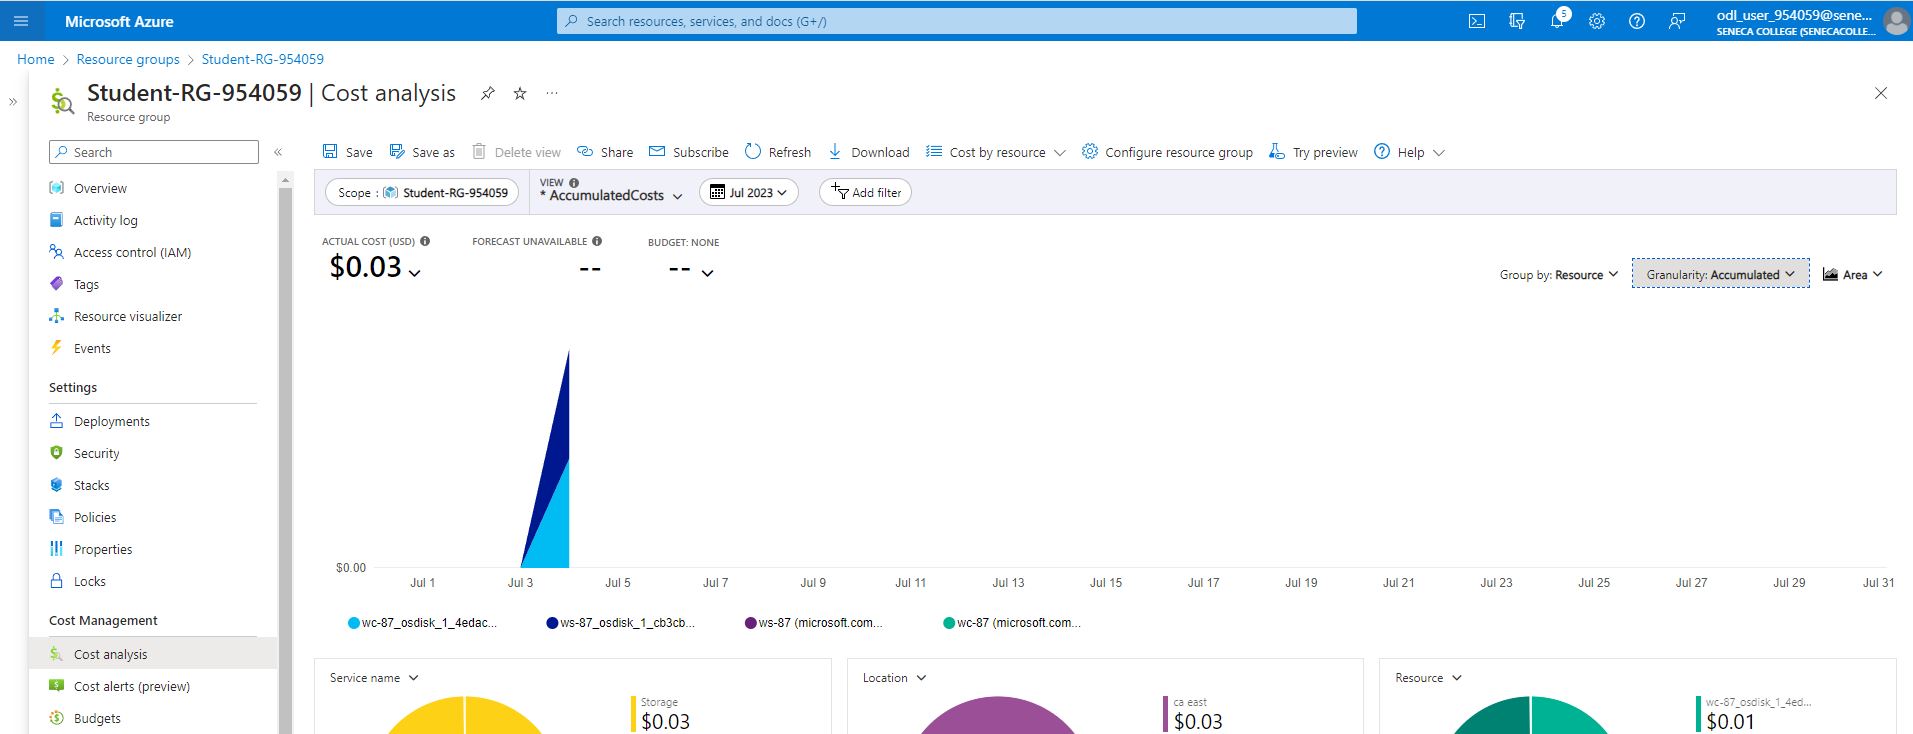 Microsoft Azure
Search resources, services, and docs (G+/)
5
odl_user_954059@sene...
SENECA COLLEGE (SENECACOLLE...
Home > Resource groups > Student-RG-954059
Student-RG-954059 | Cost analysis
Resource group
Search
Save
Save as
Delete view
Share
Subscribe
Refresh
Download
Cost by resource
Configure resource group
Try preview
Help
Overview
Activity log
Access control (IAM)
Tags
Resource visualizer
Events
Settings
Deployments
Security
Stacks
Policies
Properties
Locks
Cost Management
Cost analysis
Cost alerts (preview)
Budgets
Scope : Student-RG-954059
VIEW
* AccumulatedCosts
Jul 2023
Add filter
ACTUAL COST (USD)
$0.03
FORECAST UNAVAILABLE
--
BUDGET: NONE
--
Group by: Resource
Granularity: Accumulated
Area
$0.00
Jul 1 Jul 3 Jul 5 Jul 7 Jul 9 Jul 11 Jul 13 Jul 15 Jul 17 Jul 19 Jul 21 Jul 23 Jul 25 Jul 27 Jul 29 Jul 31
wc-87_osdisk_1_4edac...
ws-87_osdisk_1_cb3cb...
ws-87 (microsoft.com...
wc-87 (microsoft.com...
Service name
Storage
$0.03
Location
ca east
$0.03
Resource
wc-87_osdisk_1_4ed...
$0.01